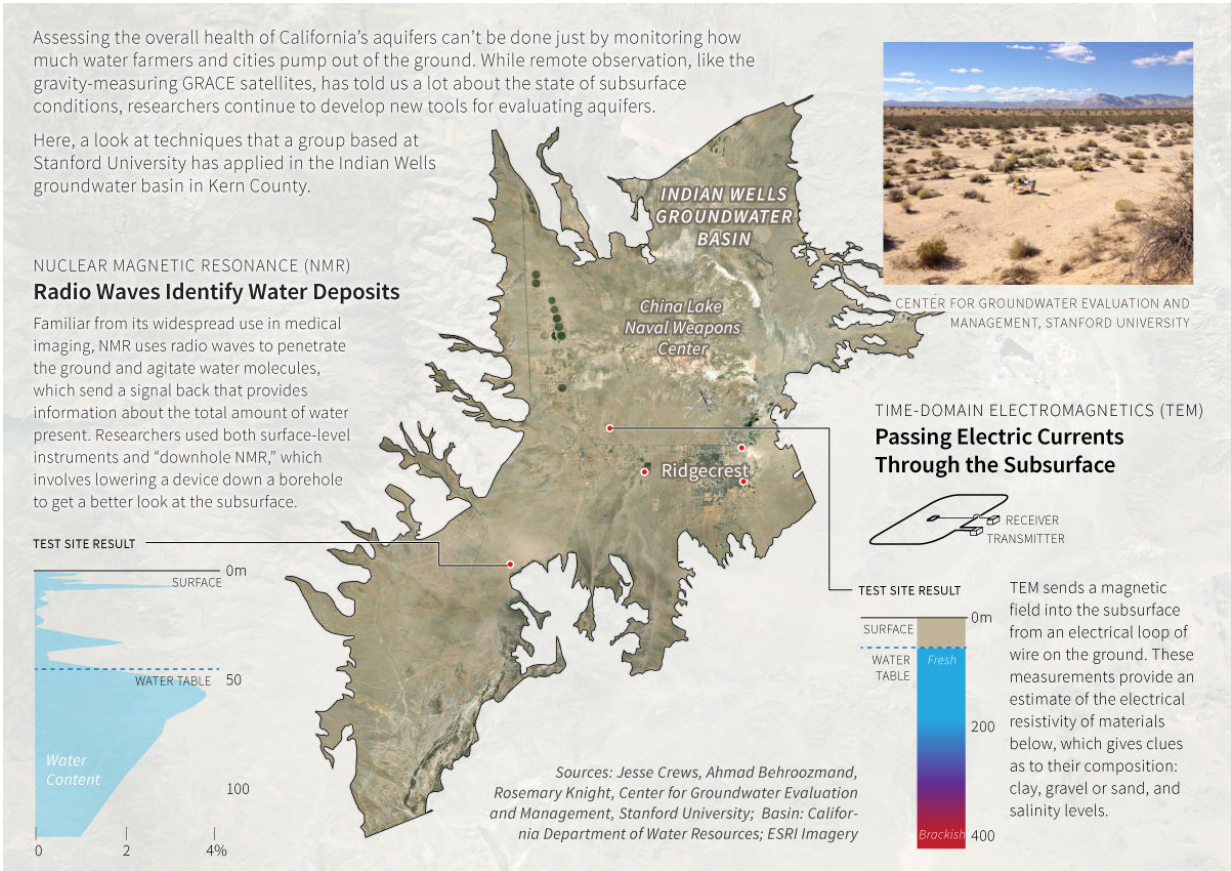 Assessing the overall health of California’s aquifers can’t be done just by monitoring how
much water farmers and cities pump out of the ground. While remote observation, like the
gravity-measuring GRACE satellites, has told us a lot about the state of subsurface
conditions, researchers continue to develop new tools for evaluating aquifers.
Here, a look at techniques that a group based at
Stanford University has applied in the Indian Wells
groundwater basin in Kern County.
INDIAN WELLS
GROUNDWATER
BASIN
China Lake
Naval Weapons
Center
Ridgecrest
CENTER FOR GROUNDWATER EVALUATION AND
MANAGEMENT, STANFORD UNIVERSITY
NUCLEAR MAGNETIC RESONANCE (NMR)
Radio Waves Identify Water Deposits
Familiar from its widespread use in medical
imaging, NMR uses radio waves to penetrate
the ground and agitate water molecules,
which send a signal back that provides
information about the total amount of water
present. Researchers used both surface-level
instruments and “downhole NMR,” which
involves lowering a device down a borehole
to get a better look at the subsurface.
TEST SITE RESULT
0m
SURFACE
WATER TABLE
50
Water
Content
100
0
2
4%
TIME-DOMAIN ELECTROMAGNETICS (TEM)
Passing Electric Currents
Through the Subsurface
RECEIVER
TRANSMITTER
TEST SITE RESULT
0m
SURFACE
WATER
TABLE
Fresh
200
Brackish
400
TEM sends a magnetic
field into the subsurface
from an electrical loop of
wire on the ground. These
measurements provide an
estimate of the electrical
resistivity of materials
below, which gives clues
as to their composition:
clay, gravel or sand, and
salinity levels.
Sources: Jesse Crews, Ahmad Behroozmand,
Rosemary Knight, Center for Groundwater Evaluation
and Management, Stanford University; Basin: Califor-
nia Department of Water Resources; ESRI Imagery